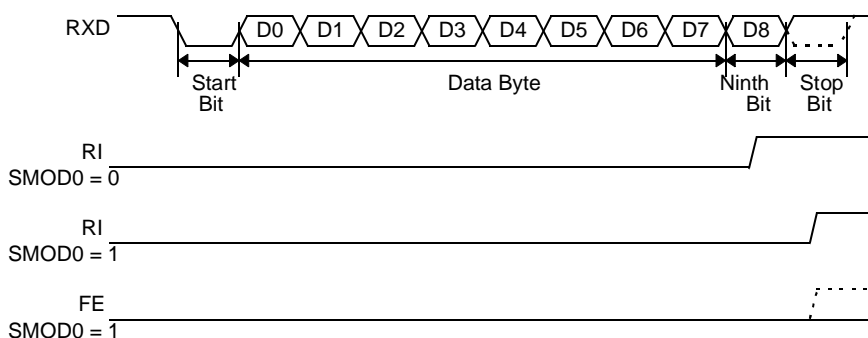 RXD D0 D1 D2 D3 D4 D5 D6 D7 D8
Start Bit
Data Byte
Ninth Bit
Stop Bit
RI
SMOD0 = 0
RI
SMOD0 = 1
FE
SMOD0 = 1